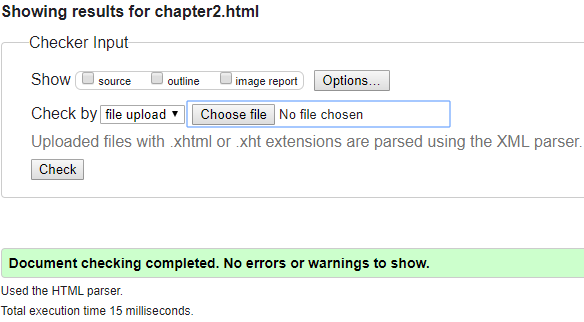 Showing results for chapter2.html
Checker Input
Show source outline image report Options...
Check by file upload Choose file No file chosen
Uploaded files with .xhtml or .xht extensions are parsed using the XML parser.
Check
Document checking completed. No errors or warnings to show.
Used the HTML parser.
Total execution time 15 milliseconds.